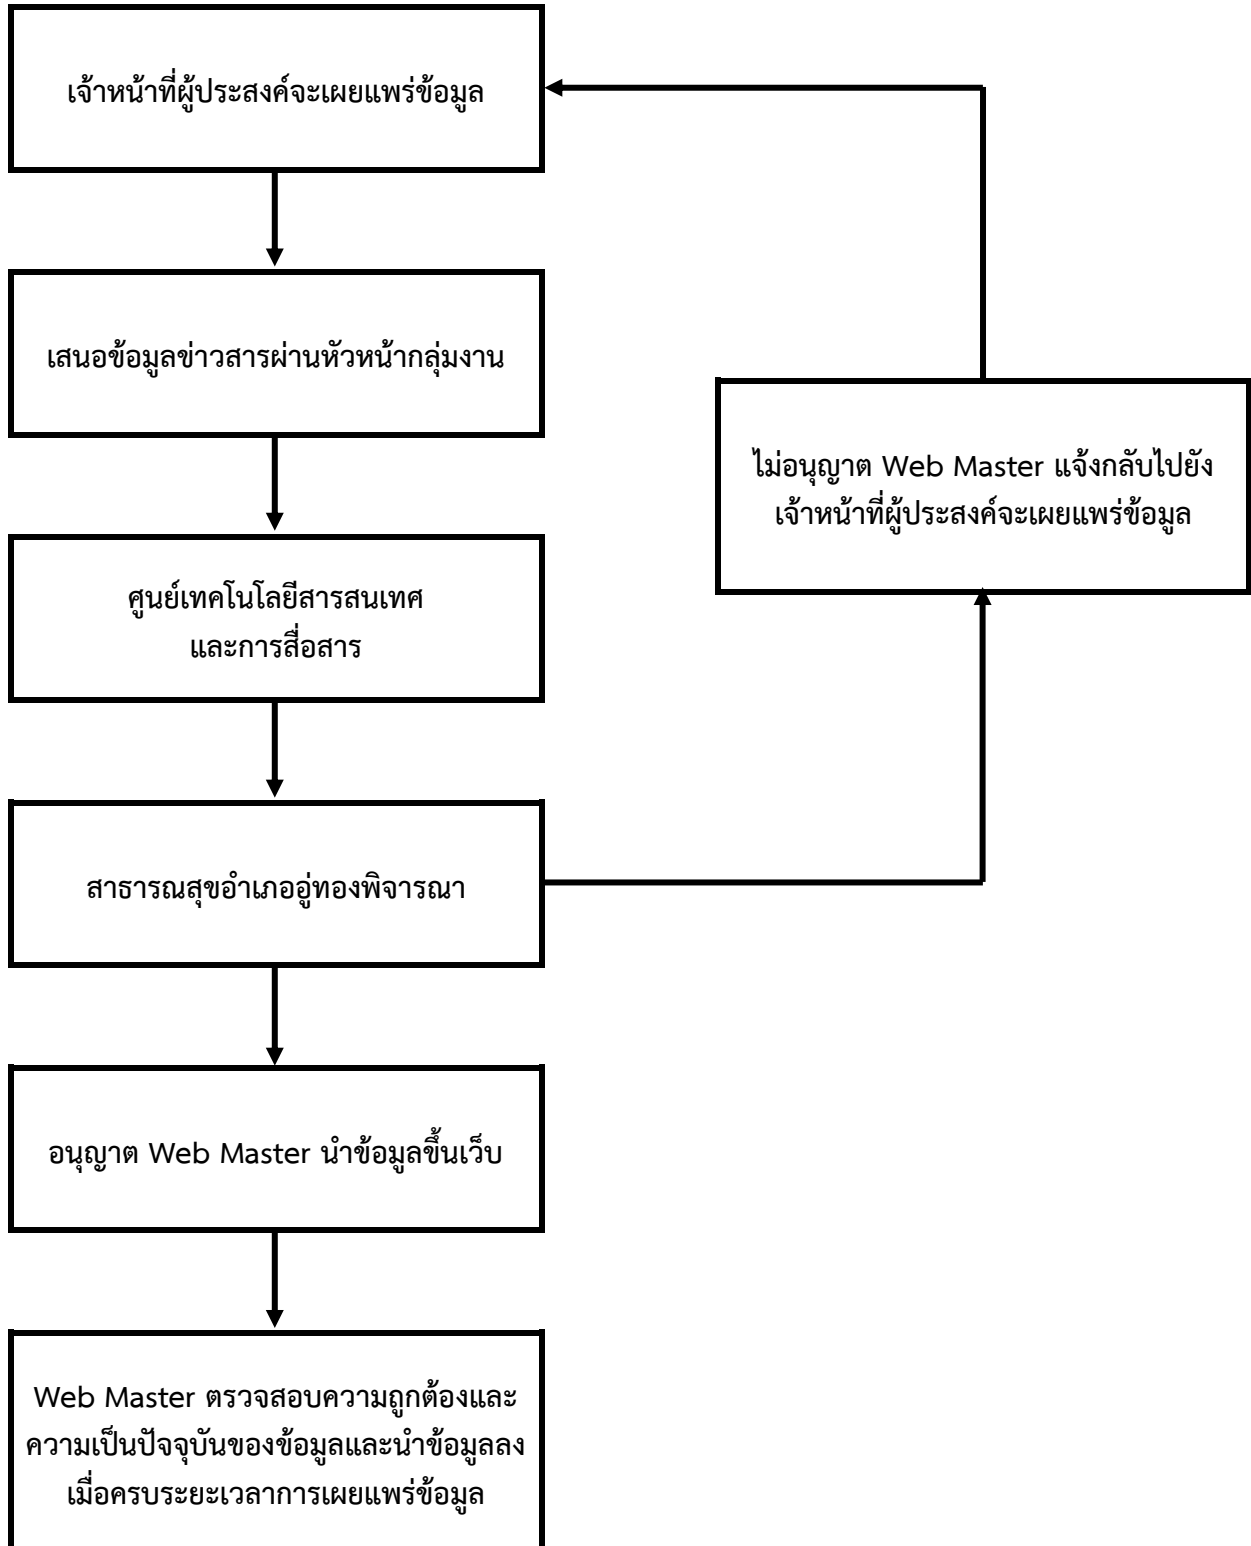 เจ้าหน้าที่ผู้ประสงค์จะเผยแพร่ข้อมูล
เสนอข้อมูลข่าวสารผ่านหัวหน้ากลุ่มงาน
ไม่อนุญาต Web Master แจ้งกลับไปยัง
เจ้าหน้าที่ผู้ประสงค์จะเผยแพร่ข้อมูล
ศูนย์เทคโนโลยีสารสนเทศ
และการสื่อสาร
สาธารณสุขอำเภออู่ทองพิจารณา
อนุญาต Web Master นำข้อมูลขึ้นเว็บ
Web Master ตรวจสอบความถูกต้องและ
ความเป็นปัจจุบันของข้อมูลและนำข้อมูลลง
เมื่อครบระยะเวลาการเผยแพร่ข้อมูล